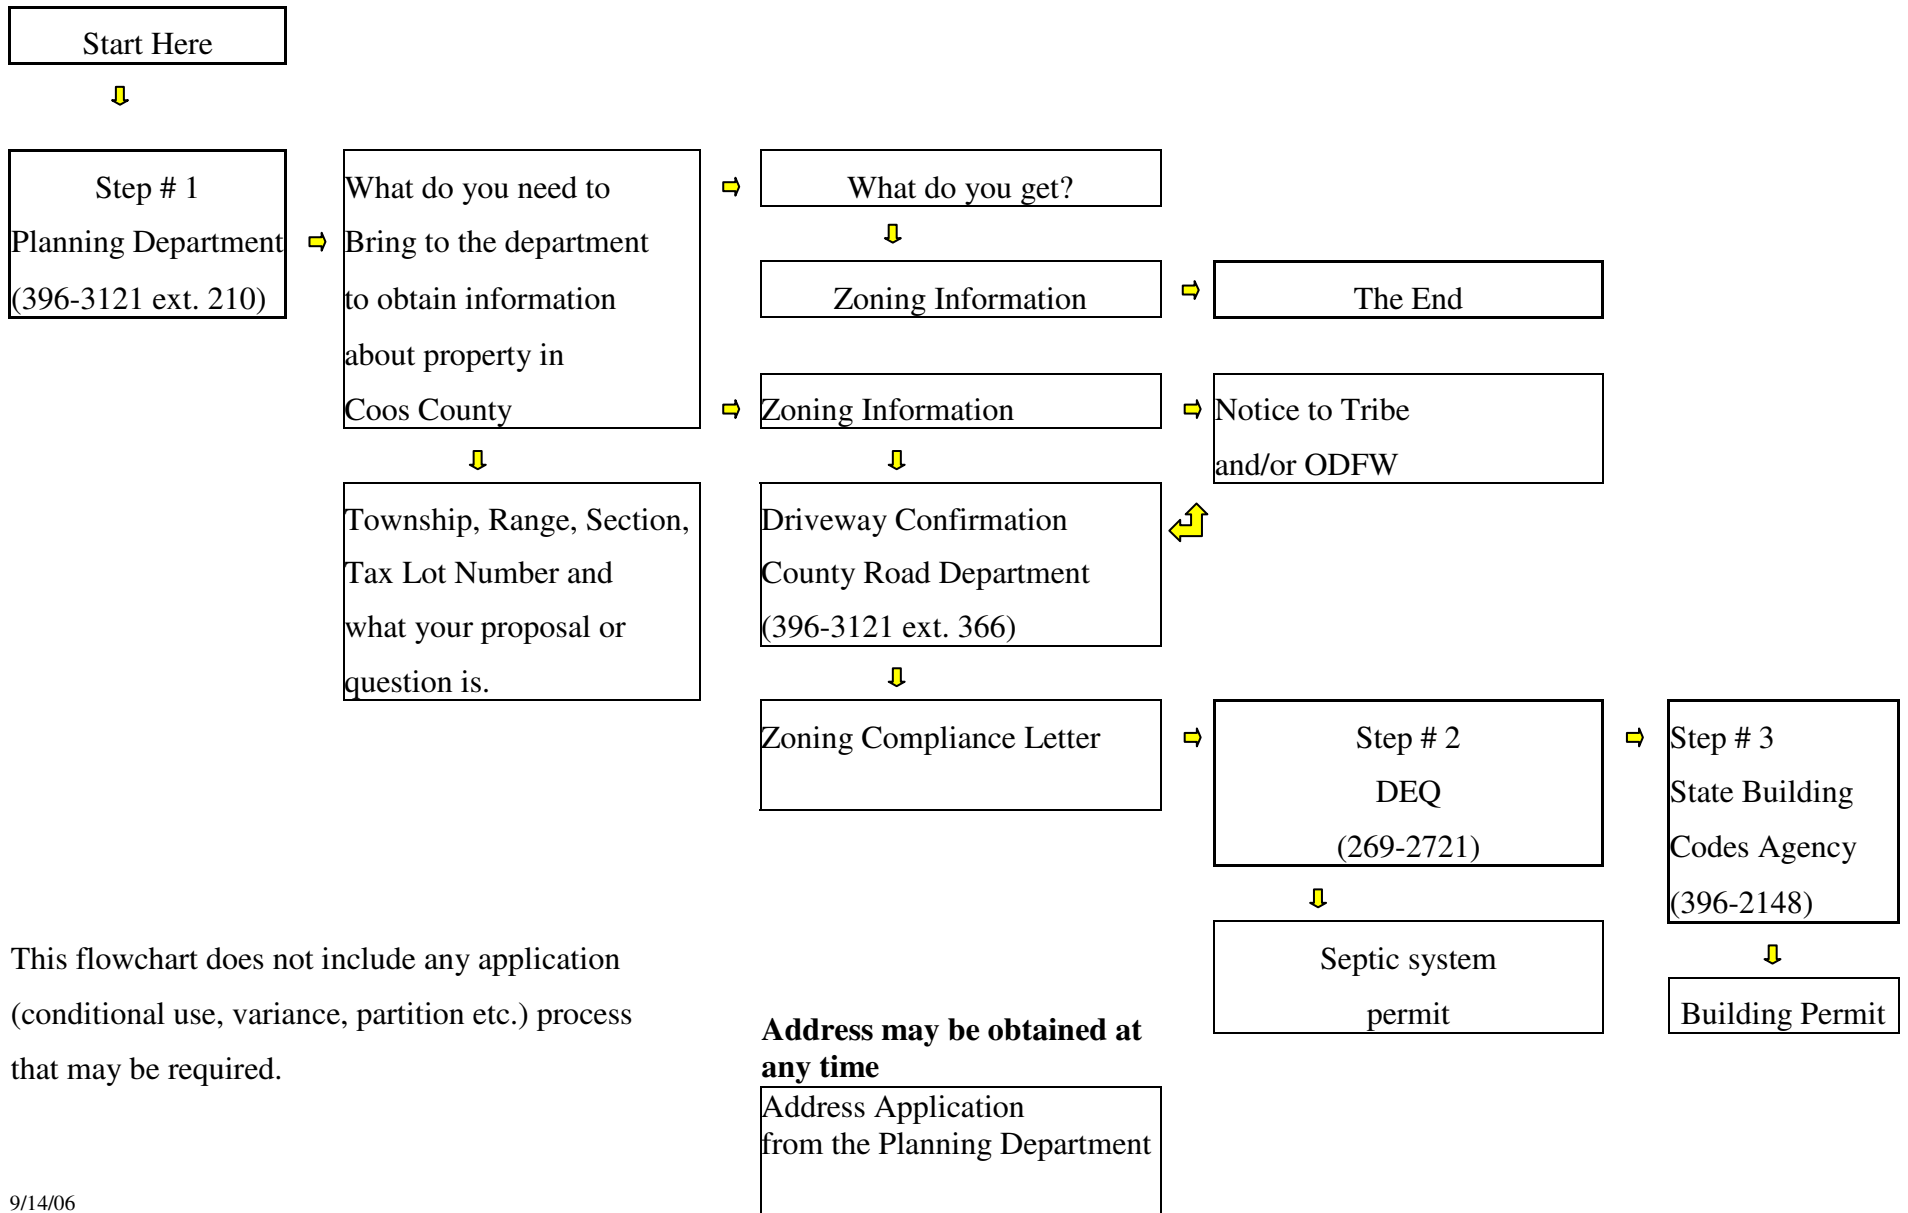 Start Here
Step # 1
Planning Department
(396-3121 ext. 210)
What do you need to
Bring to the department
to obtain information
about property in
Coos County
Township, Range, Section,
Tax Lot Number and
what your proposal or
question is.
What do you get?
Zoning Information
The End
Zoning Information
Notice to Tribe
and/or ODFW
Driveway Confirmation
County Road Department
(396-3121 ext. 366)
Zoning Compliance Letter
Step # 2
DEQ
(269-2721)
Septic system
permit
Step # 3
State Building
Codes Agency
(396-2148)
Building Permit
This flowchart does not include any application
(conditional use, variance, partition etc.) process
that may be required.
Address may be obtained at
any time
Address Application
from the Planning Department
9/14/06